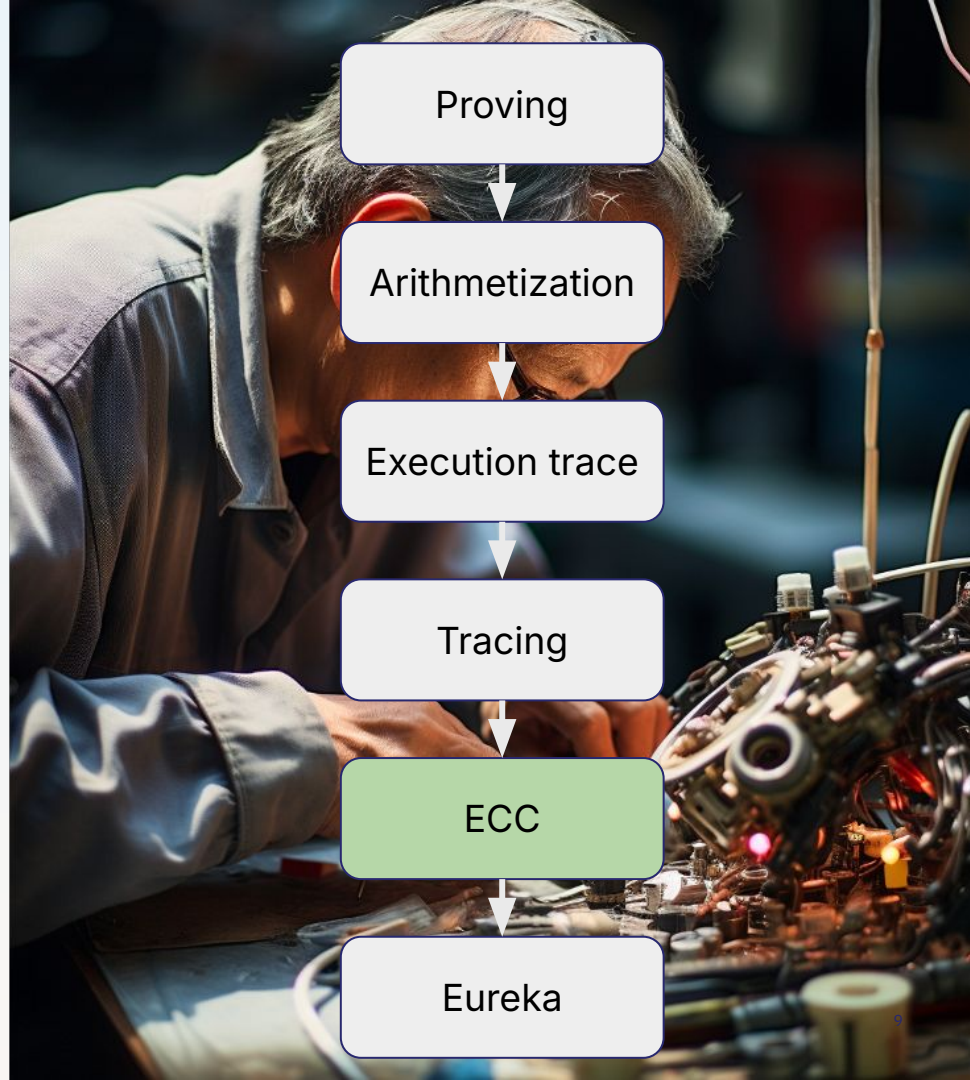 Proving
Arithmetization
Execution trace
Tracing
ECC
Eureka
9